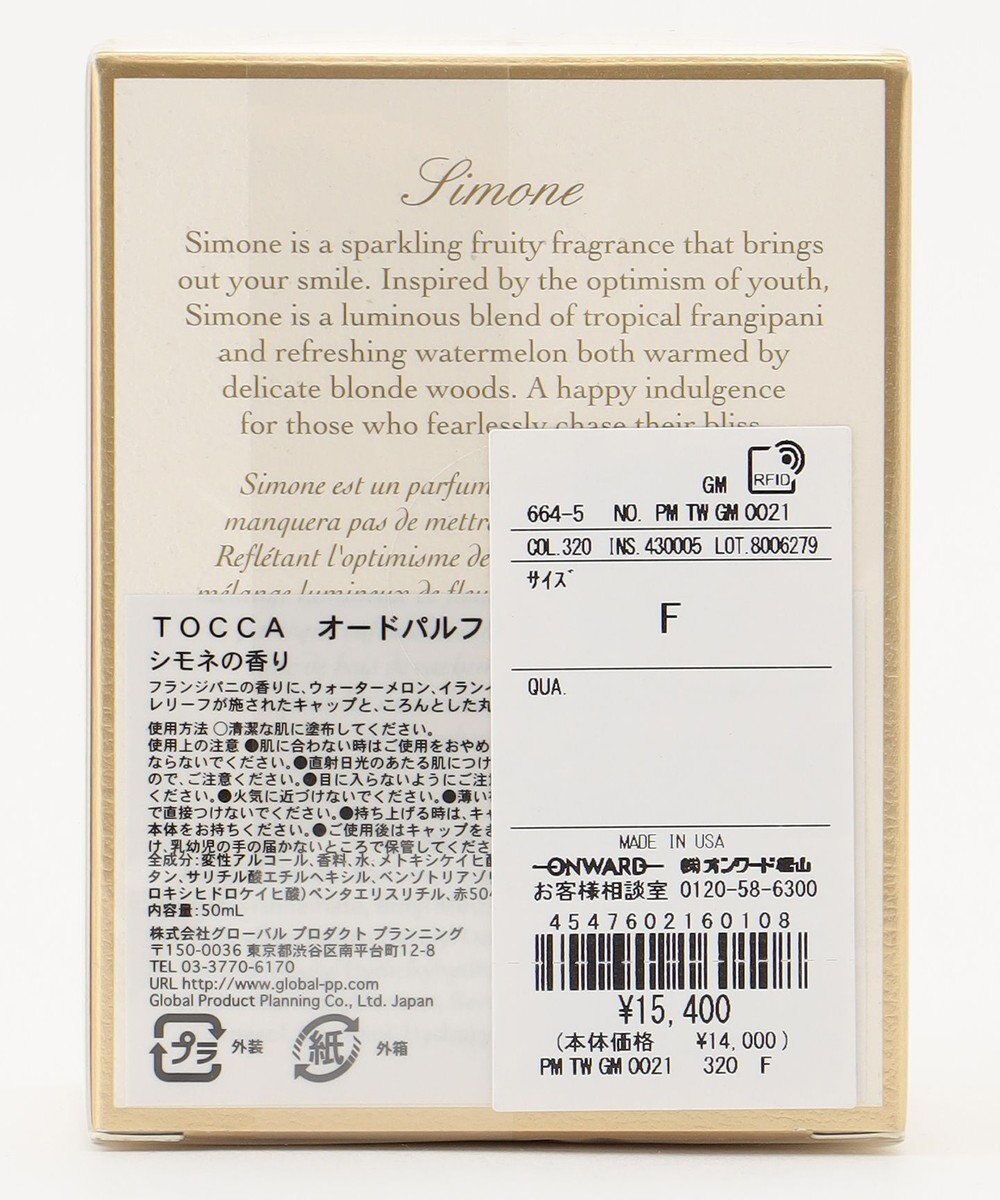 Simone
Simone is a sparkling fruity fragrance that brings
out your smile. Inspired by the optimism of youth,
Simone is a luminous blend of tropical frangipani
and refreshing watermelon both warmed by
delicate blonde woods. A happy indulgence
for those who fearlessly chase their bliss
Simone est un parfum
manquera pas de mettr
Reflétant l'optimisme de
mélange lumineux de fleu
TOCCA オードパルフ
シモネの香り
フランジパニの香りに、ウォーターメロン、イラン
レリーフが施されたキャップと、ころんとした丸
使用方法 ○清潔な肌に塗布してください。
使用上の注意 ●肌に合わない時はご使用をおやめ
ならないでください。●直射日光のあたる肌につけ
ので、ご注意ください。●目に入らないようにご注
ください。●火気に近づけないでください。●薄い
で直接つけないでください。●持ち上げる時は、キャ
本体をお持ちください。●ご使用後はキャップをき
け、乳幼児の手の届かないところで保管してくださ
全成分:変性アルコール、香料、水、メトキシケイヒ酸
タン、サリチル酸エチルヘキシル、ベンゾトリアゾリ
ロキシヒドロケイヒ酸)ペンタエリスリチル、赤504
内容量:50mL
株式会社グローバル プロダクト プランニング
〒150-0036 東京都渋谷区南平台町12-8
TEL 03-3770-6170
URL http://www.global-pp.com
Global Product Planning Co., Ltd. Japan
プラ 外装 紙 外箱
GM RFID
664-5 NO. PM TW GM 0021
COL.320 INS.430005 LOT.8006279
サイズ
F
QUA.
MADE IN USA
ONWARD ㈱オンワード樫山
お客様相談室 0120-58-6300
4547602160108
¥15,400
(本体価格 ¥14,000)
PM TW GM 0021 320 F